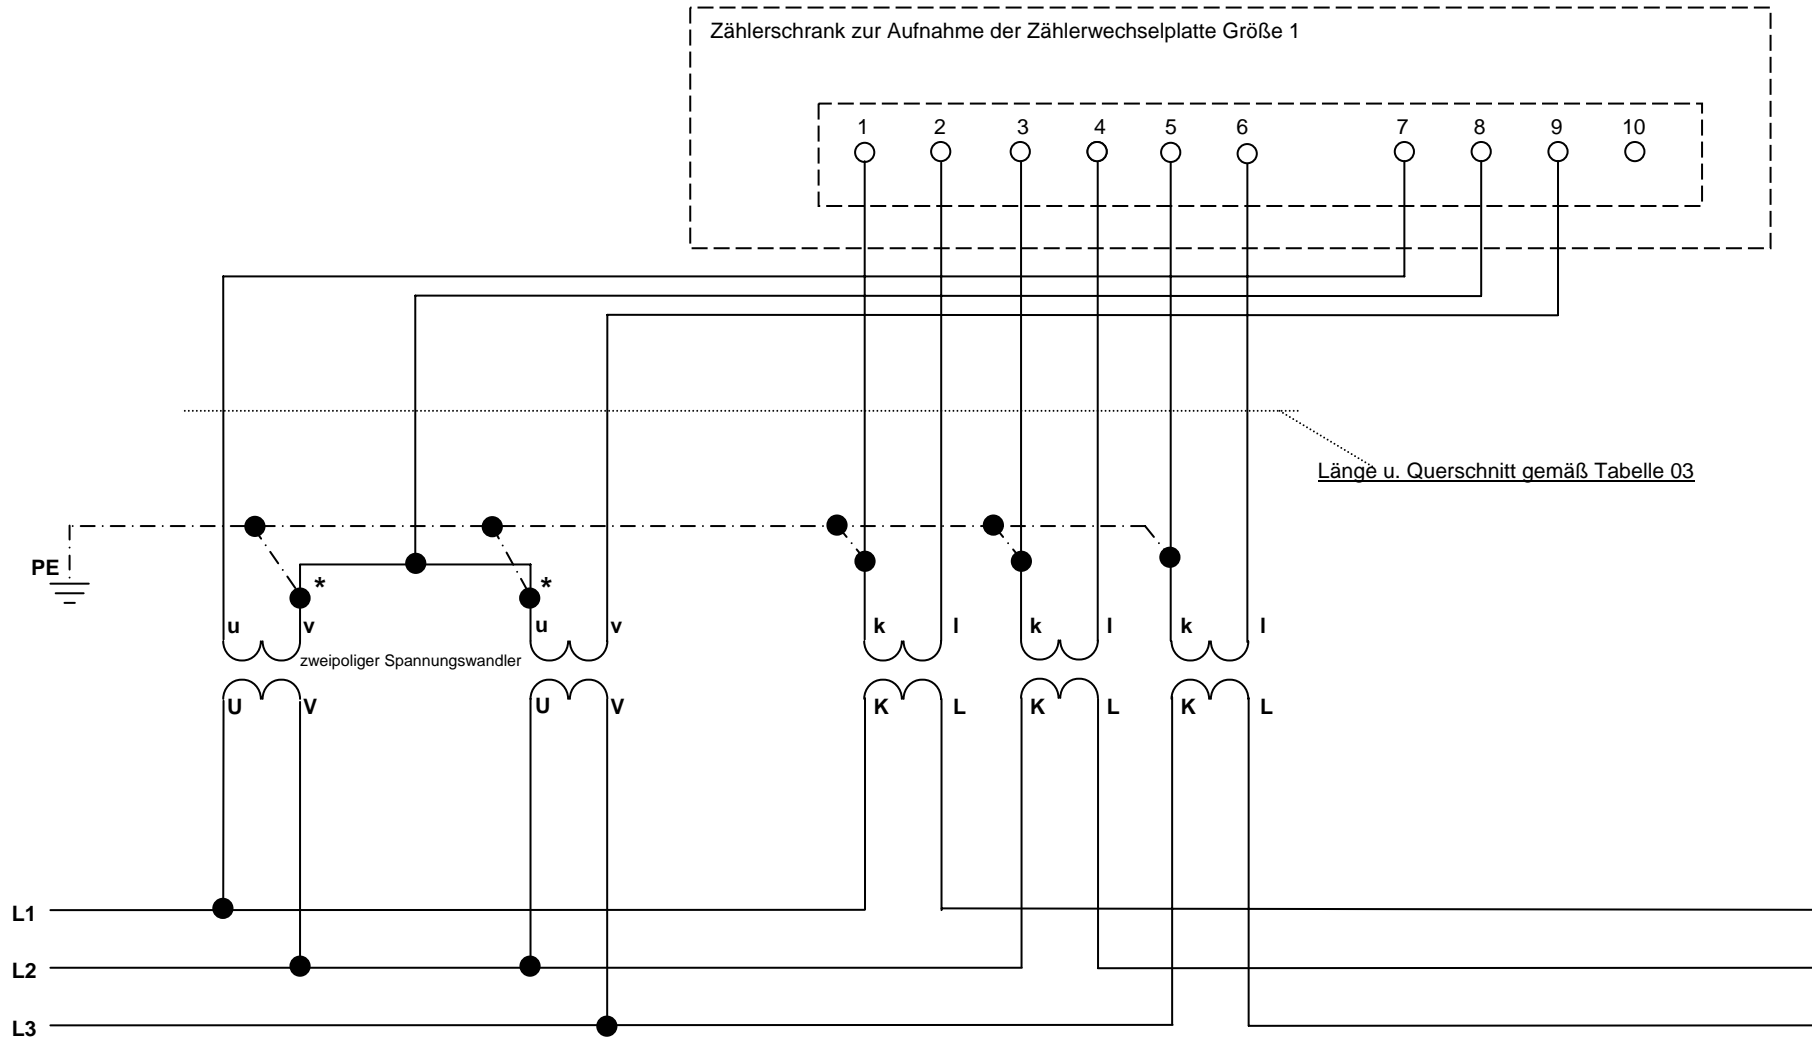 Zählerschrank zur Aufnahme der Zählerwechselplatte Größe 1
1 2 3 4 5 6 7 8 9 10
Länge u. Querschnitt gemäß Tabelle 03
PE
* *
u v u v k l k l k l
zweipoliger Spannungswandler
U V U V K L K L K L
L1
L2
L3